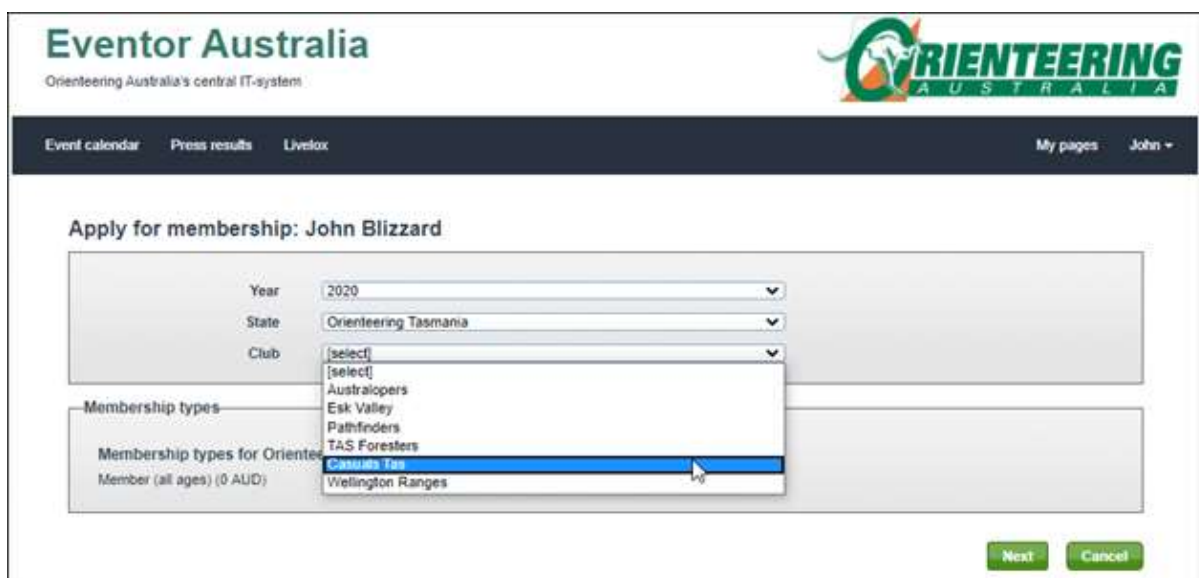 Eventor Australia
Orienteering Australia's central IT-system
ORIENTEERING
AUSTRALIA
Event calendar Press results Livelox My pages John
Apply for membership: John Blizzard
Year 2020
State Orienteering Tasmania
Club [select]
[select]
Australopers
Esk Valley
Pathfinders
TAS Foresters
Casuals Tas
Wellington Ranges
Membership types
Membership types for Oriente
Member (all ages) (0 AUD)
Next Cancel